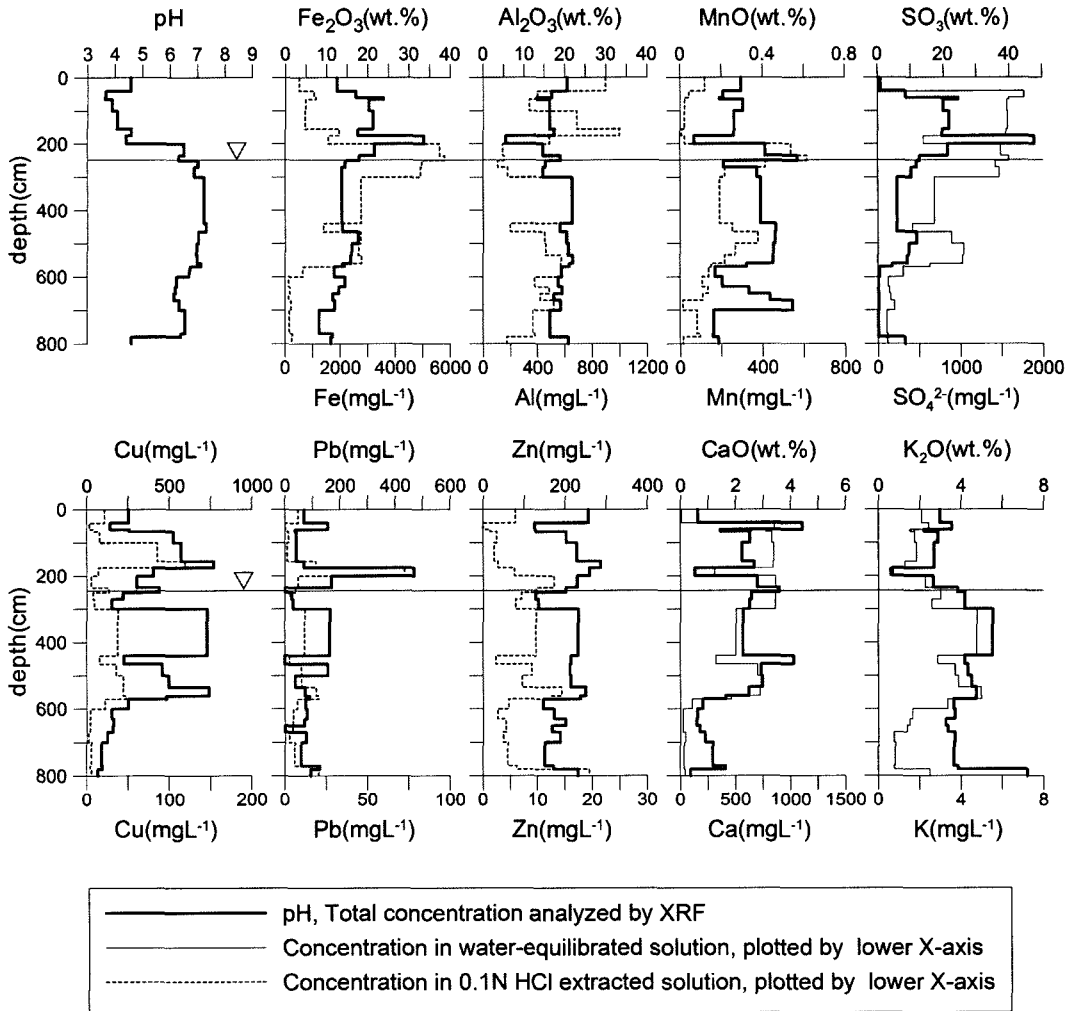 pH Fe₂O₃(wt.%) Al₂O₃(wt.%) MnO(wt.%) SO₃(wt.%)
3 4 5 6 7 8 9 0 10 20 30 40 0 10 20 30 0 0.4 0.8 0 20 40
0
200
400
600
800
depth(cm)
0 2000 4000 6000 0 400 800 1200 0 400 800 0 1000 2000
Fe(mgL⁻¹) Al(mgL⁻¹) Mn(mgL⁻¹) SO₄²⁻(mgL⁻¹)
Cu(mgL⁻¹) Pb(mgL⁻¹) Zn(mgL⁻¹) CaO(wt.%) K₂O(wt.%)
0 500 1000 0 200 400 600 0 200 400 0 2 4 6 0 4 8
0
200
400
600
800
depth(cm)
0 100 200 0 50 100 0 10 20 30 0 500 1000 1500 0 4 8
Cu(mgL⁻¹) Pb(mgL⁻¹) Zn(mgL⁻¹) Ca(mgL⁻¹) K(mgL⁻¹)
pH, Total concentration analyzed by XRF
Concentration in water-equilibrated solution, plotted by lower X-axis
Concentration in 0.1N HCl extracted solution, plotted by lower X-axis